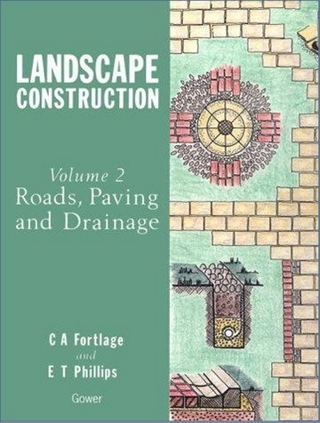 LANDSCAPE
CONSTRUCTION
Volume 2
Roads, Paving
and Drainage
C A Fortlage
and
E T Phillips
Gower